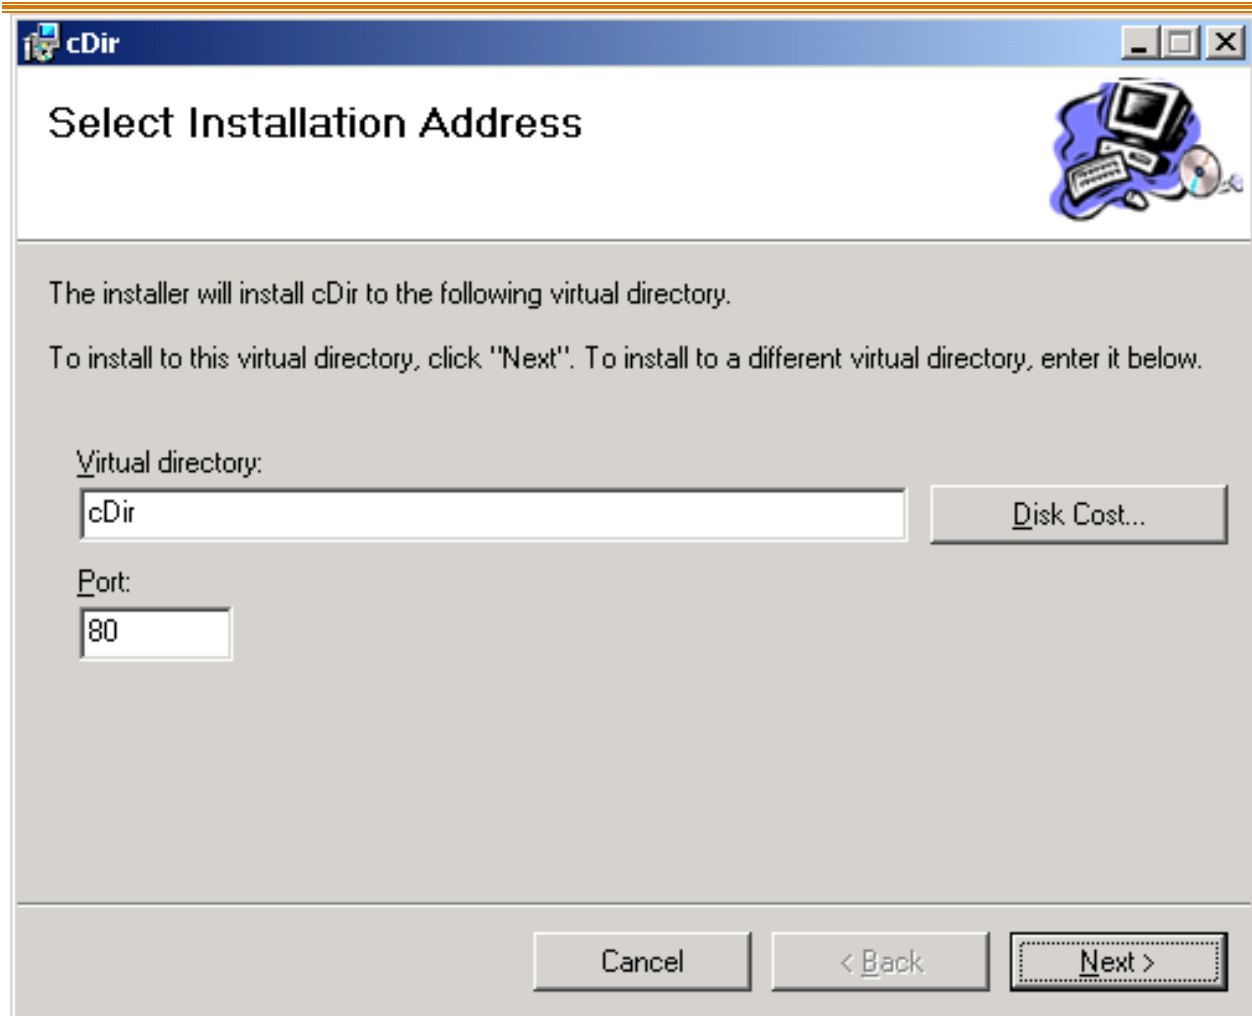 cDir
Select Installation Address
The installer will install cDir to the following virtual directory.
To install to this virtual directory, click "Next". To install to a different virtual directory, enter it below.
Virtual directory:
cDir
Disk Cost...
Port:
80
Cancel
< Back
Next >